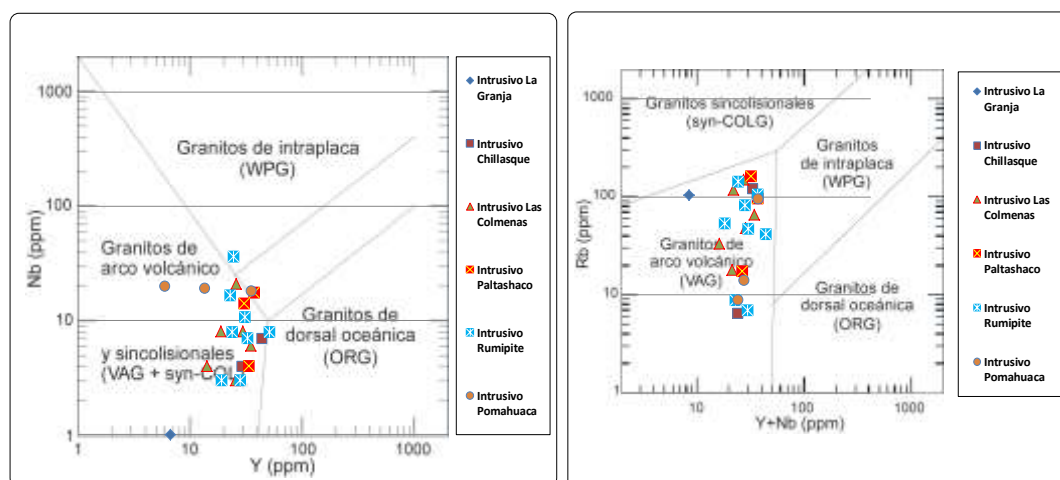 Nb (ppm)
1000
100
10
1
Granitos de intraplaca
(WPG)
Granitos de
arco volcánico
Granitos de
dorsal oceánica
(ORG)
y sincolisionales
(VAG + syn-COL
1
10
100
1000
Y (ppm)
Intrusivo La
Granja
Intrusivo
Chillasque
Intrusivo Las
Colmenas
Intrusivo
Paltashaco
Intrusivo
Rumipite
Intrusivo
Pomahuaca
Rb (ppm)
1000
100
10
1
Granitos sincolisionales
(syn-COLG)
Granitos
de intraplaca
(WPG)
Granitos de
arco volcánico
(VAG)
Granitos de
dorsal oceánica
(ORG)
10
100
1000
Y+Nb (ppm)
Intrusivo La
Granja
Intrusivo
Chillasque
Intrusivo Las
Colmenas
Intrusivo
Paltashaco
Intrusivo
Rumipite
Intrusivo
Pomahuaca